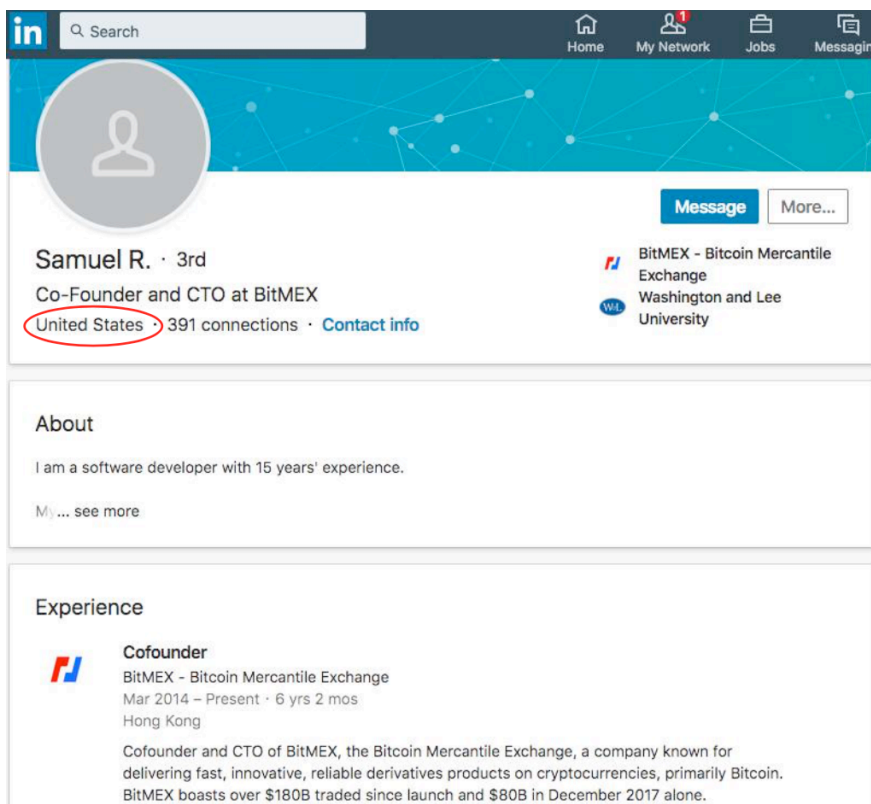 in
Search
1
Home
My Network
Jobs
Messagin
Message
More...
Samuel R. · 3rd
Co-Founder and CTO at BitMEX
United States · 391 connections · Contact info
BitMEX - Bitcoin Mercantile
Exchange
W&L
Washington and Lee
University
About
I am a software developer with 15 years' experience.
My... see more
Experience
Cofounder
BitMEX - Bitcoin Mercantile Exchange
Mar 2014 – Present · 6 yrs 2 mos
Hong Kong
Cofounder and CTO of BitMEX, the Bitcoin Mercantile Exchange, a company known for
delivering fast, innovative, reliable derivatives products on cryptocurrencies, primarily Bitcoin.
BitMEX boasts over $180B traded since launch and $80B in December 2017 alone.